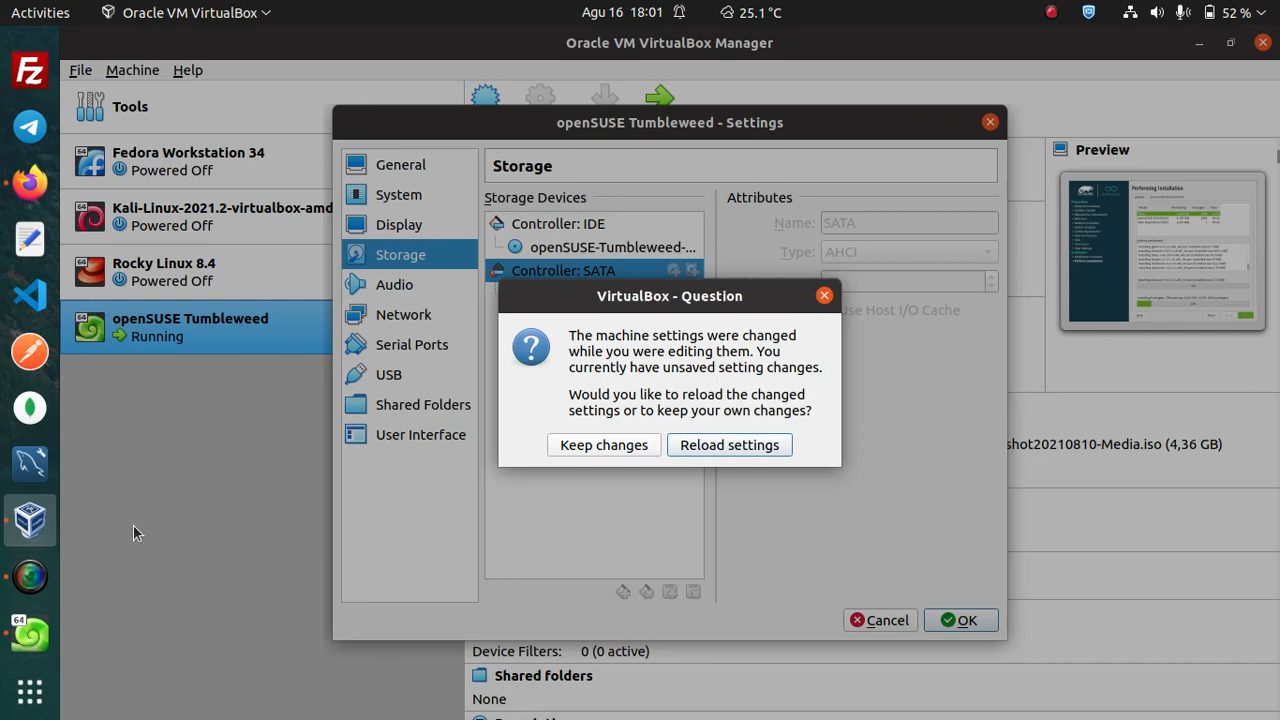 Activities
Oracle VM VirtualBox
Agu 16 18:01
25.1 °C
52 %
Oracle VM VirtualBox Manager
File Machine Help
Tools
Fedora Workstation 34
Powered Off
Kali-Linux-2021.2-virtualbox-amd
Powered Off
Rocky Linux 8.4
Powered Off
openSUSE Tumbleweed
Running
64
64
openSUSE Tumbleweed - Settings
General
System
Display
Storage
Audio
Network
Serial Ports
USB
Shared Folders
User Interface
Storage
Storage Devices
Controller: IDE
openSUSE-Tumbleweed-...
Controller: SATA
Attributes
Name: SATA
Type: AHCI
Use Host I/O Cache
VirtualBox - Question
The machine settings were changed
while you were editing them. You
currently have unsaved setting changes.
Would you like to reload the changed
settings or to keep your own changes?
Keep changes
Reload settings
Cancel
OK
Preview
Performing Installation
shot20210810-Media.iso (4,36 GB)
Device Filters: 0 (0 active)
Shared folders
None